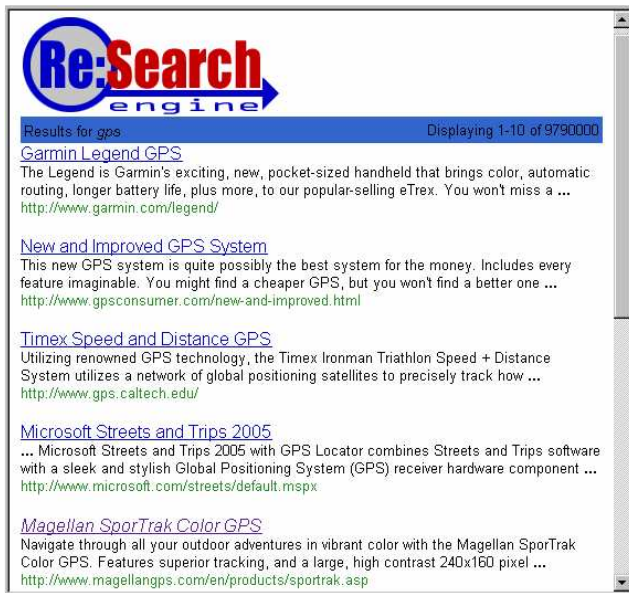 Re:Search
engine
Results for gps Displaying 1-10 of 9790000
Garmin Legend GPS
The Legend is Garmin's exciting, new, pocket-sized handheld that brings color, automatic
routing, longer battery life, plus more, to our popular-selling eTrex. You won't miss a ...
http://www.garmin.com/legend/
New and Improved GPS System
This new GPS system is quite possibly the best system for the money. Includes every
feature imaginable. You might find a cheaper GPS, but you won't find a better one ...
http://www.gpsconsumer.com/new-and-improved.html
Timex Speed and Distance GPS
Utilizing renowned GPS technology, the Timex Ironman Triathlon Speed + Distance
System utilizes a network of global positioning satellites to precisely track how ...
http://www.gps.caltech.edu/
Microsoft Streets and Trips 2005
... Microsoft Streets and Trips 2005 with GPS Locator combines Streets and Trips software
with a sleek and stylish Global Positioning System (GPS) receiver hardware component ...
http://www.microsoft.com/streets/default.mspx
Magellan SporTrak Color GPS
Navigate through all your outdoor adventures in vibrant color with the Magellan SporTrak
Color GPS. Features superior tracking, and a large, high contrast 240x160 pixel ...
http://www.magellangps.com/en/products/sportrak.asp